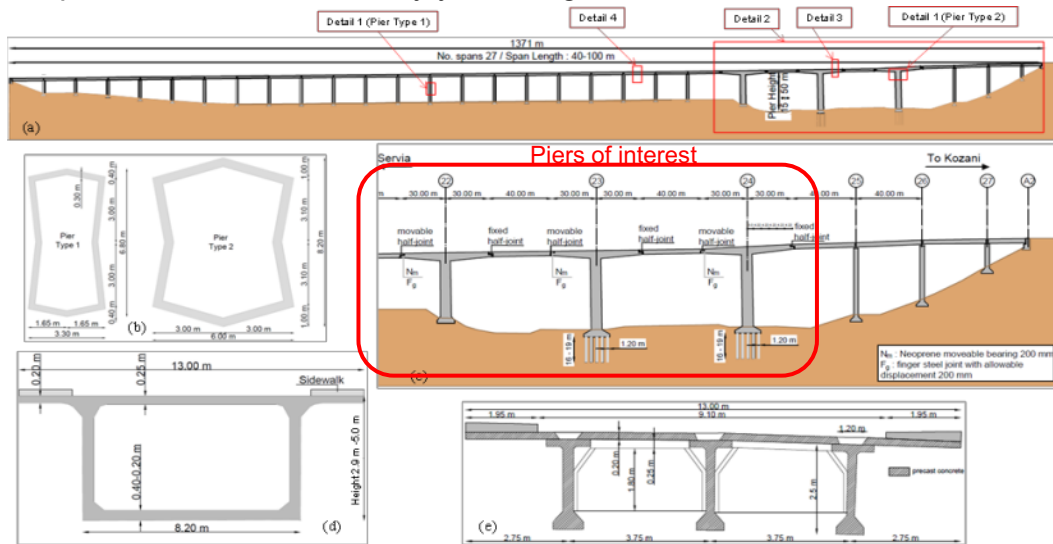 Detail 1 (Pier Type 1)
Detail 4
Detail 2
Detail 3
Detail 1 (Pier Type 2)
1371 m
No. spans 27 / Span Length : 40-100 m
Pier Height
15 ÷ 50 m
(a)
Pier
Type 1
0.30 m
0.40 m
3.00 m
3.00 m
0.40 m
6.80 m
1.65 m
1.65 m
3.30 m
(b)
Pier
Type 2
1.00 m
3.10 m
3.10 m
1.00 m
8.20 m
3.00 m
3.00 m
6.00 m
Piers of interest
Servia
To Kozani
22
23
24
25
26
27
A2
m
30.00 m
30.00 m
40.00 m
30.00 m
30.00 m
40.00 m
30.00 m
30.00 m
40.00 m
40.00 m
movable
half-joint
fixed
half-joint
movable
half-joint
fixed
half-joint
movable
half-joint
fixed
half-joint
Nm
Fg
Nm
Fg
Nm
Fg
16 - 19 m
1.20 m
16 - 19 m
1.20 m
(c)
Nm : Neoprene moveable bearing 200 mm
Fg : finger steel joint with allowable
displacement 200 mm
13.00 m
0.20 m
0.25 m
Sidewalk
0.40-0.20 m
Height 2.9 m -5.0 m
8.20 m
(d)
13.00 m
1.95 m
9.10 m
1.95 m
1.20 m
0.20 m
0.25 m
1.80 m
2.5 m
precast concrete
(e)
2.75 m
3.75 m
3.75 m
2.75 m